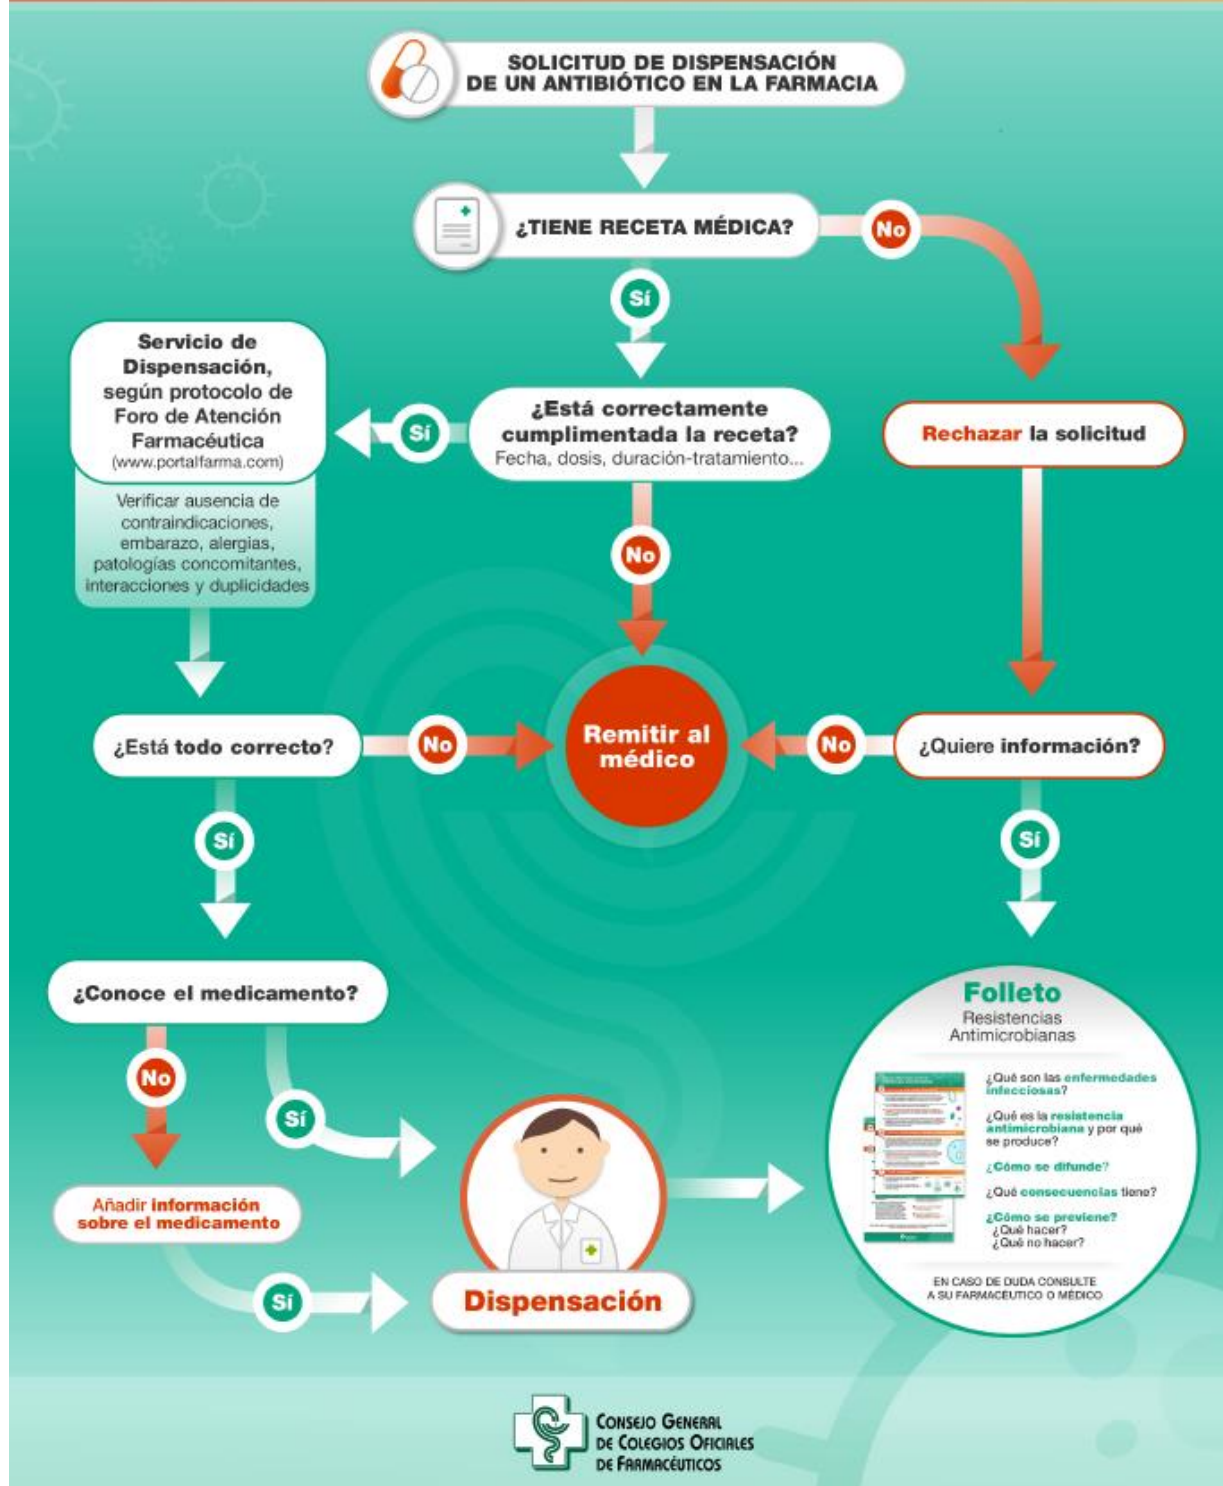 SOLICITUD DE DISPENSACIÓN
DE UN ANTIBIÓTICO EN LA FARMACIA
¿TIENE RECETA MÉDICA?
No
Sí
Servicio de
Dispensación,
según protocolo de
Foro de Atención
Farmacéutica
(www.portalfarma.com)
Verificar ausencia de
contraindicaciones,
embarazo, alergias,
patologías concomitantes,
interacciones y duplicidades
Sí
¿Está correctamente
cumplimentada la receta?
Fecha, dosis, duración-tratamiento...
Rechazar la solicitud
No
¿Está todo correcto?
No
Remitir al
médico
No
¿Quiere información?
Sí
Sí
¿Conoce el medicamento?
No
Sí
Añadir información
sobre el medicamento
Sí
Dispensación
Folleto
Resistencias
Antimicrobianas
¿Qué son las enfermedades
infecciosas?
¿Qué es la resistencia
antimicrobiana y por qué
se produce?
¿Cómo se difunde?
¿Qué consecuencias tiene?
¿Cómo se previene?
¿Qué hacer?
¿Qué no hacer?
EN CASO DE DUDA CONSULTE
A SU FARMACÉUTICO O MÉDICO
CONSEJO GENERAL
DE COLEGIOS OFICIALES
DE FARMACÉUTICOS